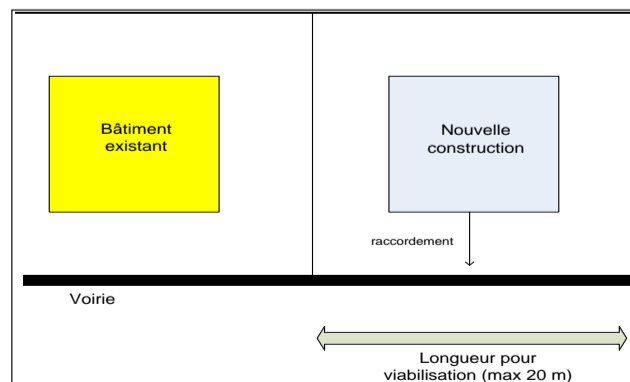 Bâtiment
existant
Nouvelle
construction
raccordement
Voirie
Longueur pour
viabilisation (max 20 m)